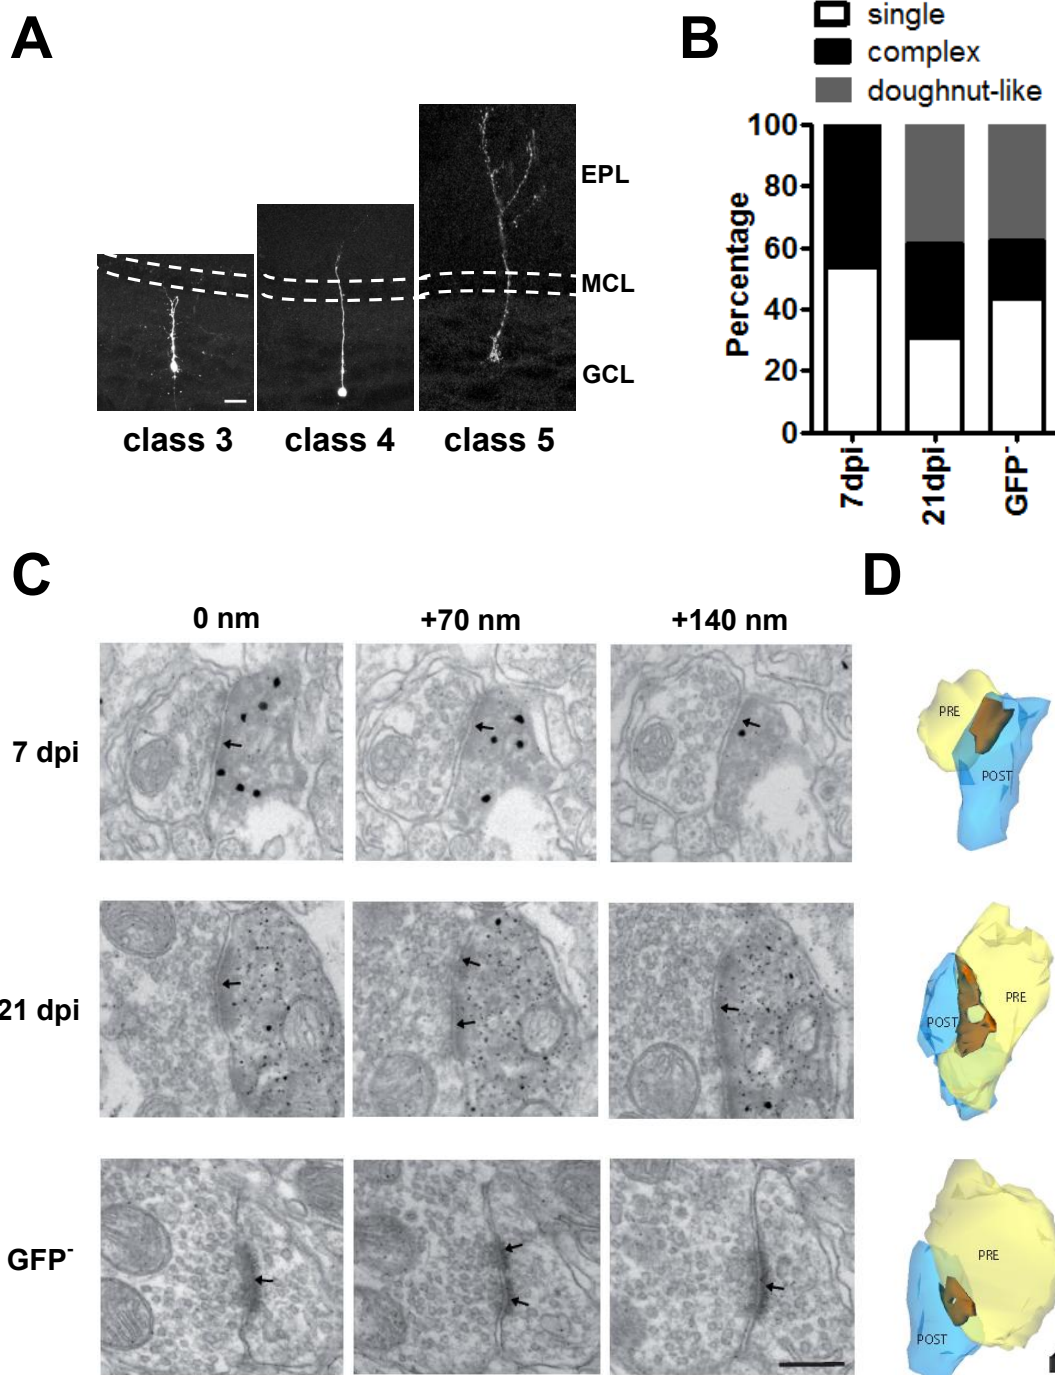 A
EPL
MCL
GCL
class 3
class 4
class 5
B
single
complex
doughnut-like
100
80
60
40
20
0
Percentage
7dpi
21dpi
GFP-
C
0 nm
+70 nm
+140 nm
7 dpi
21 dpi
GFP-
D
PRE
POST
POST
PRE
PRE
POST